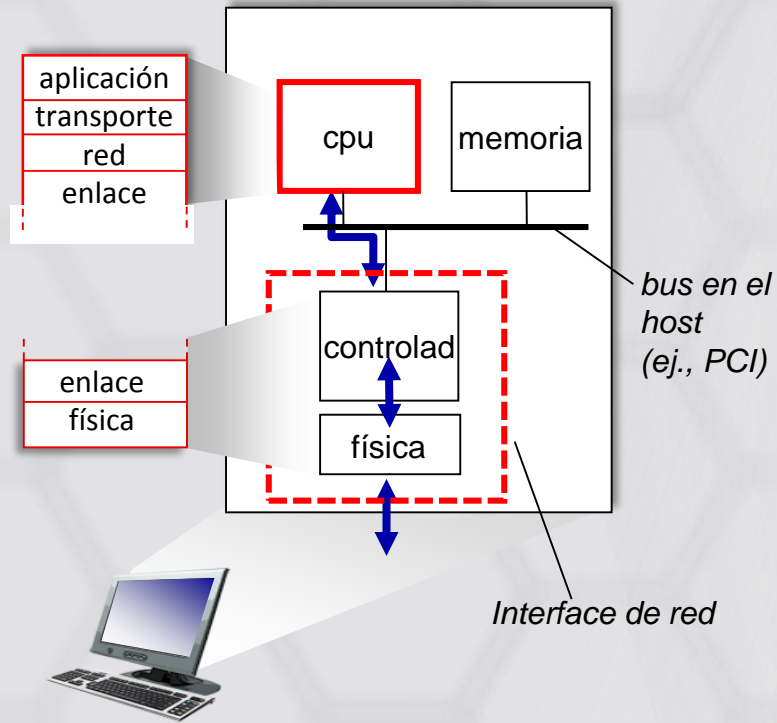 aplicación
transporte
red
enlace
cpu
memoria
bus en el
host
(ej., PCI)
controlad
física
enlace
física
Interface de red